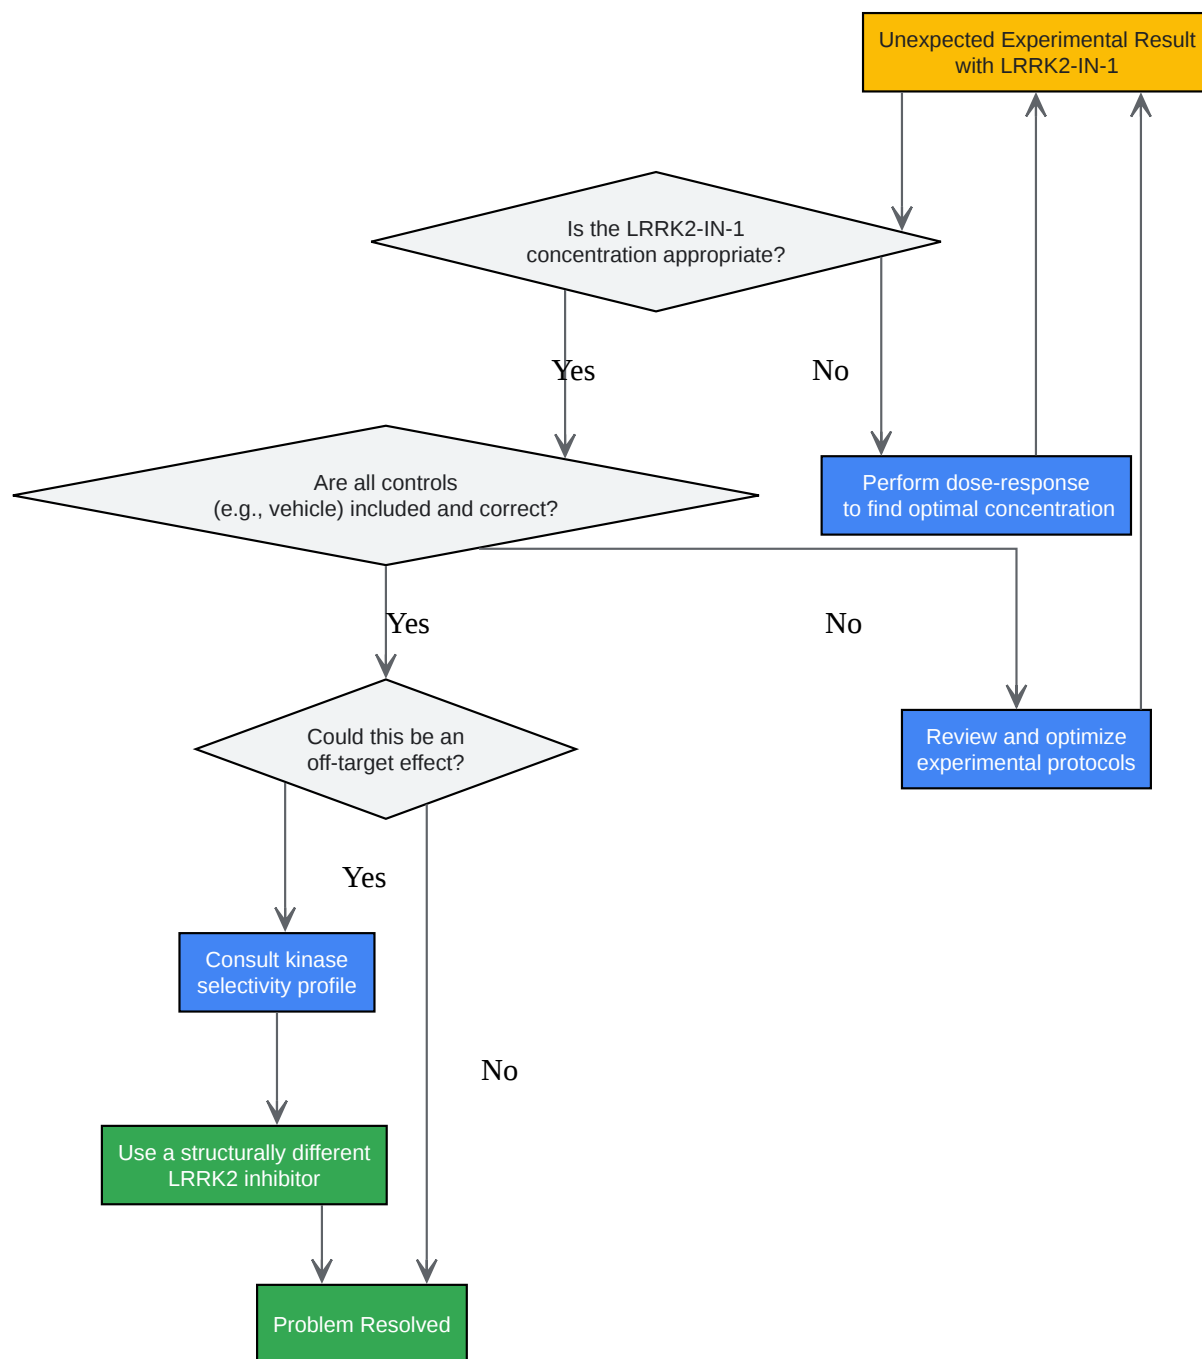 Unexpected Experimental Result
with LRRK2-IN-1
Is the LRRK2-IN-1
concentration appropriate?
Yes
No
Are all controls
(e.g., vehicle) included and correct?
Perform dose-response
to find optimal concentration
Yes
No
Could this be an
off-target effect?
Review and optimize
experimental protocols
Yes
Consult kinase
selectivity profile
No
Use a structurally different
LRRK2 inhibitor
Problem Resolved